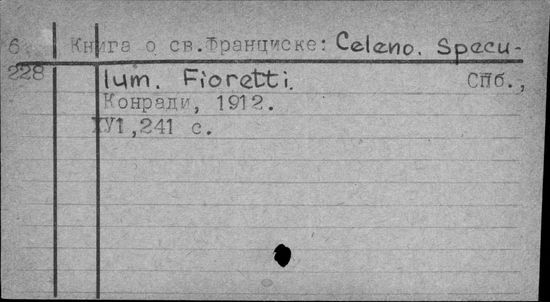 6 Книга о св.Франциске: Celeno. Specu-
228 lum. Fioretti. Спб.,
Конради, 1912.
ХУ1,241 с.